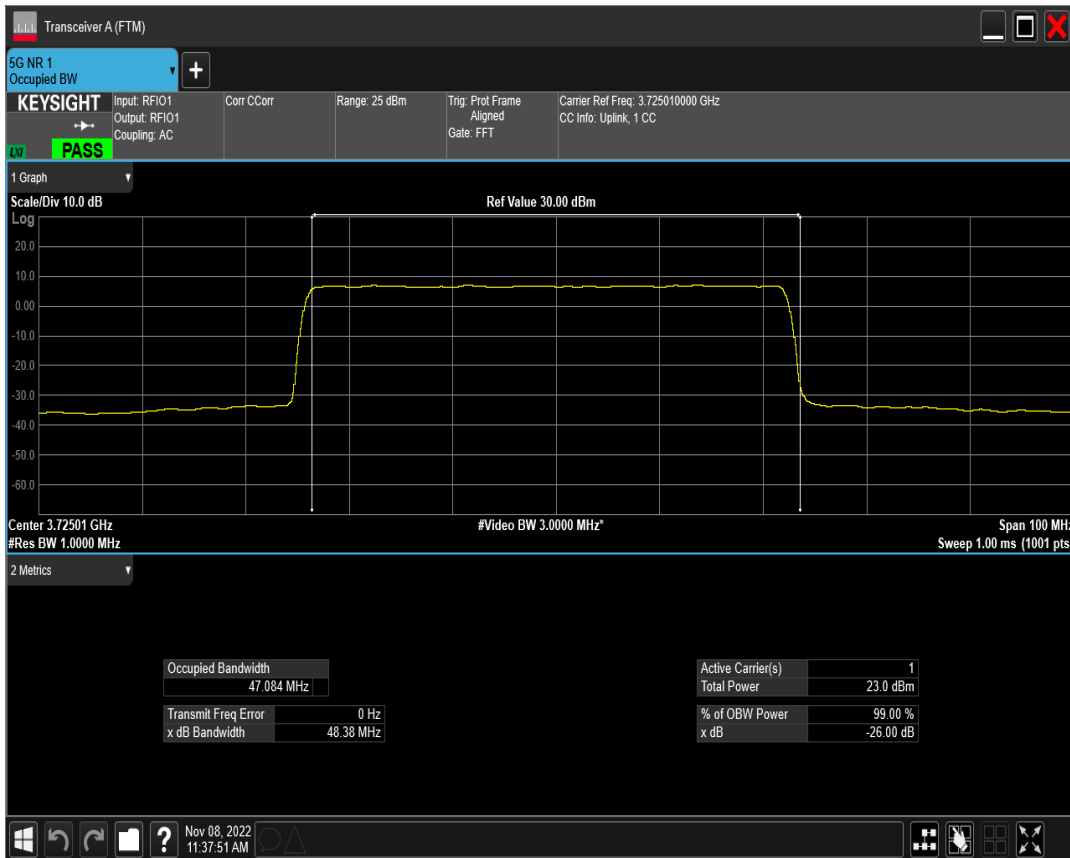 Transceiver A (FTM)
5G NR 1
Occupied BW
+
KEYSIGHT
Input: RFIO1
Output: RFIO1
Coupling: AC
Corr CCorr
Range: 25 dBm
Trig: Prot Frame
Aligned
Gate: FFT
Carrier Ref Freq: 3.725010000 GHz
CC Info: Uplink, 1 CC
LXI
PASS
1 Graph
Scale/Div 10.0 dB
Ref Value 30.00 dBm
Log
20.0
10.0
0.00
-10.0
-20.0
-30.0
-40.0
-50.0
-60.0
Center 3.72501 GHz
#Video BW 3.0000 MHz*
Span 100 MHz
#Res BW 1.0000 MHz
Sweep 1.00 ms (1001 pts
2 Metrics
Occupied Bandwidth
47.084 MHz
Transmit Freq Error 0 Hz
x dB Bandwidth 48.38 MHz
Active Carrier(s) 1
Total Power 23.0 dBm
% of OBW Power 99.00 %
x dB -26.00 dB
?
Nov 08, 2022
11:37:51 AM